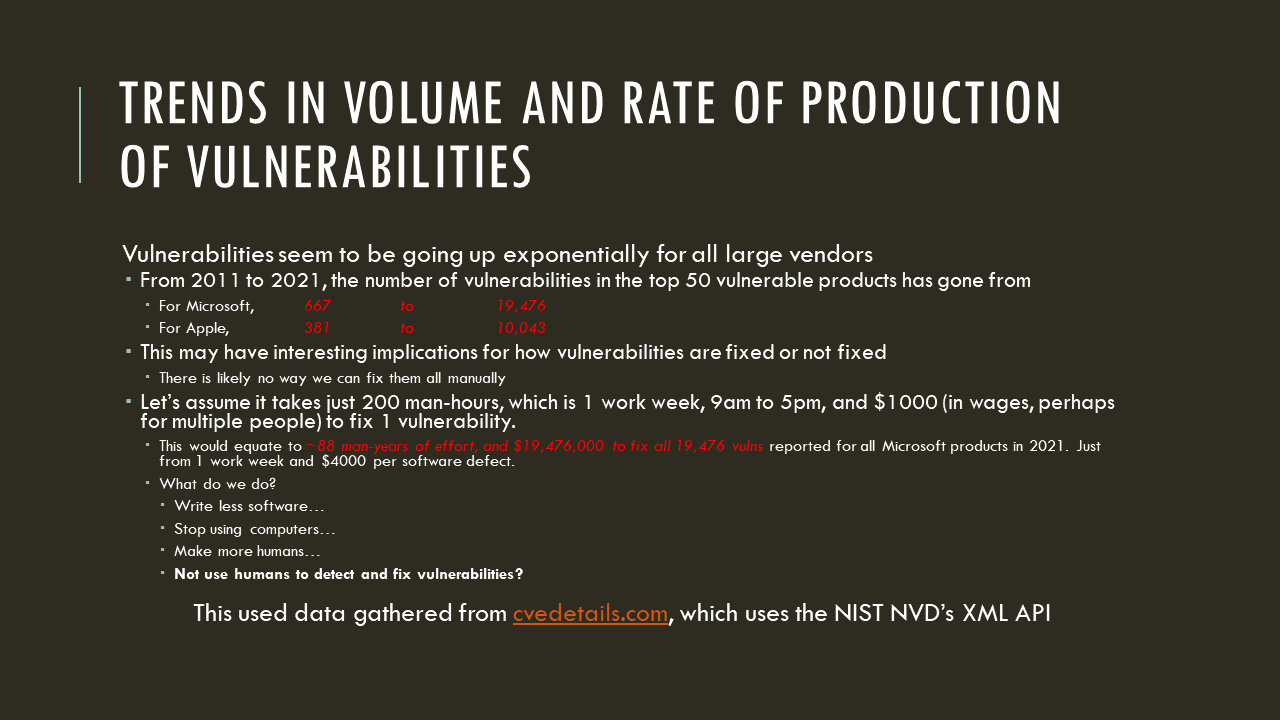 TRENDS IN VOLUME AND RATE OF PRODUCTION
OF VULNERABILITIES
Vulnerabilities seem to be going up exponentially for all large vendors
▪ From 2011 to 2021, the number of vulnerabilities in the top 50 vulnerable products has gone from
▪ For Microsoft, 667 to 19,476
▪ For Apple, 381 to 10,043
▪ This may have interesting implications for how vulnerabilities are fixed or not fixed
▪ There is likely no way we can fix them all manually
▪ Let’s assume it takes just 200 man-hours, which is 1 work week, 9am to 5pm, and $1000 (in wages, perhaps
for multiple people) to fix 1 vulnerability.
▪ This would equate to ~88 man-years of effort, and $19,476,000 to fix all 19,476 vulns reported for all Microsoft products in 2021. Just
from 1 work week and $4000 per software defect.
▪ What do we do?
▪ Write less software…
▪ Stop using computers…
▪ Make more humans…
▪ Not use humans to detect and fix vulnerabilities?
This used data gathered from cvedetails.com, which uses the NIST NVD’s XML API